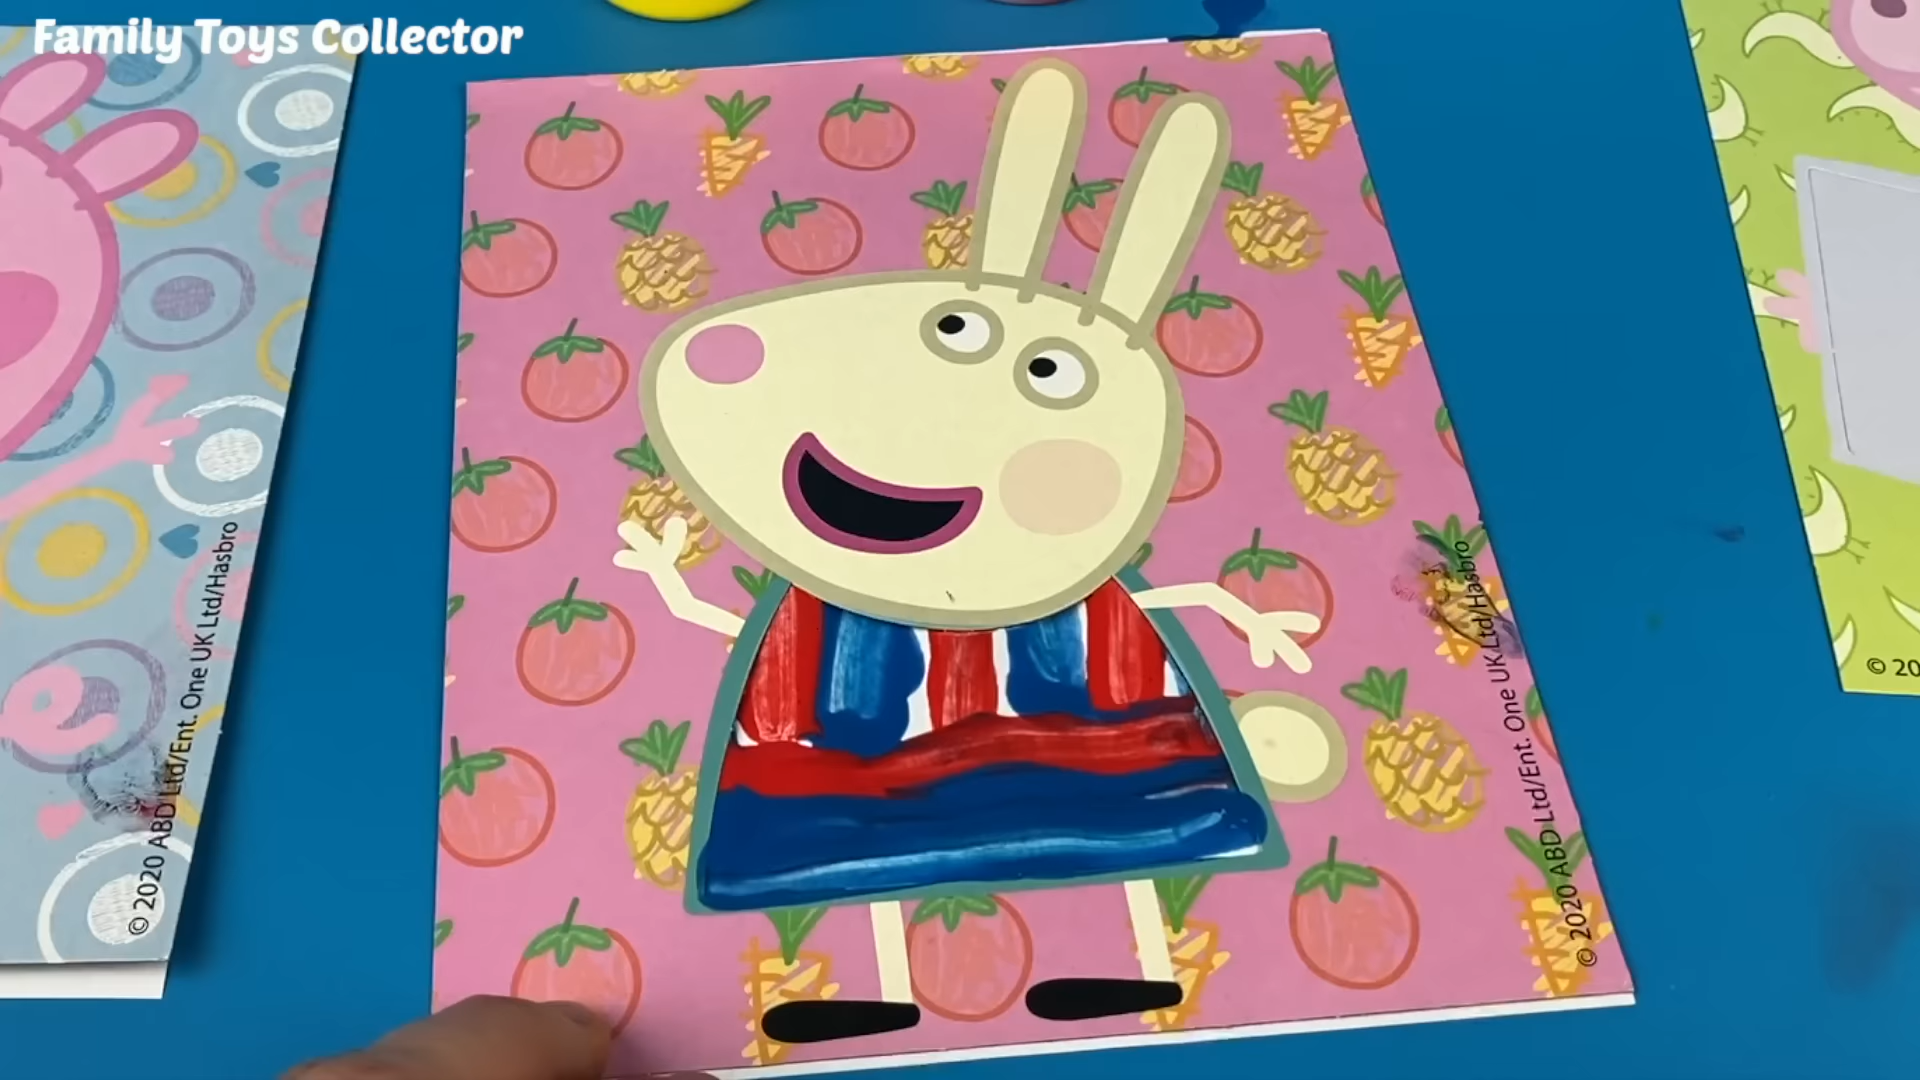 Family Toys Collector
© 2020 ABD Ltd/Ent. One UK Ltd/Hasbro
© 2020 ABD Ltd/Ent. One UK Ltd/Hasbro
© 20